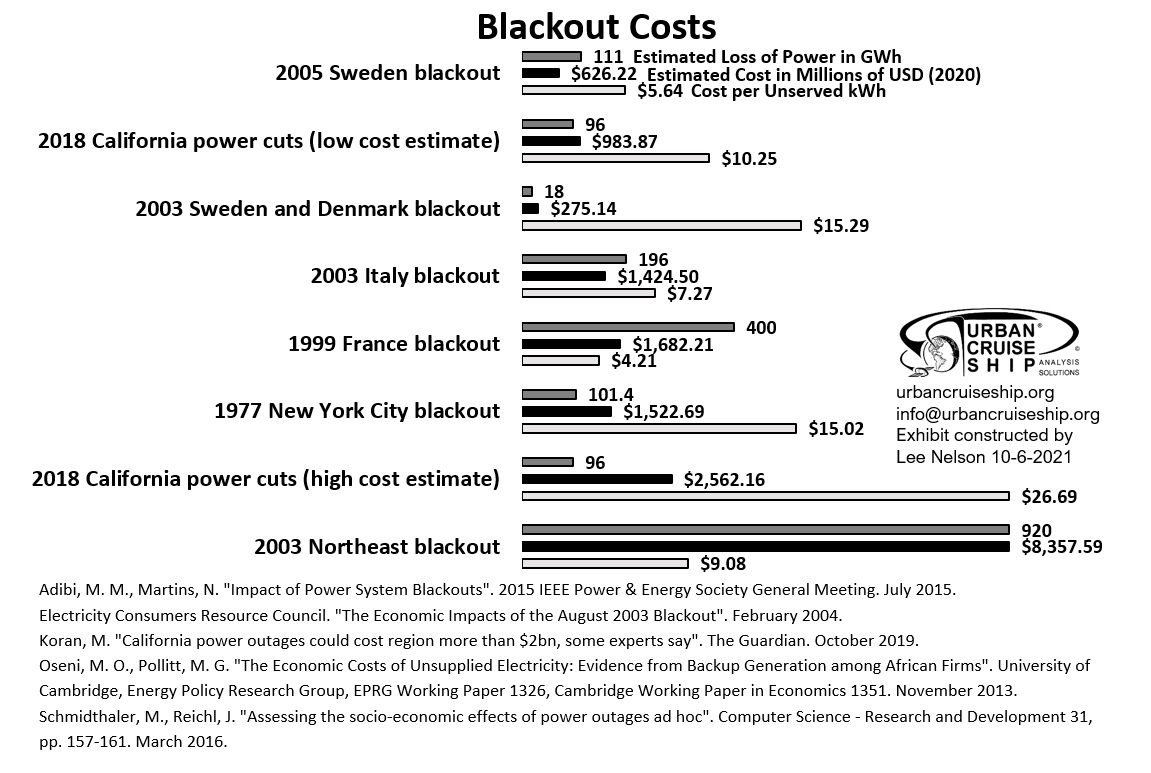 Blackout Costs
2005 Sweden blackout
111 Estimated Loss of Power in GWh
$626.22 Estimated Cost in Millions of USD (2020)
$5.64 Cost per Unserved kWh
2018 California power cuts (low cost estimate)
96
$983.87
$10.25
2003 Sweden and Denmark blackout
18
$275.14
$15.29
2003 Italy blackout
196
$1,424.50
$7.27
1999 France blackout
400
$1,682.21
$4.21
1977 New York City blackout
101.4
$1,522.69
$15.02
2018 California power cuts (high cost estimate)
96
$2,562.16
$26.69
2003 Northeast blackout
920
$8,357.59
$9.08
URBAN®
CRUISE ©
SHIP ANALYSIS
SOLUTIONS
urbancruiseship.org
info@urbancruiseship.org
Exhibit constructed by
Lee Nelson 10-6-2021
Adibi, M. M., Martins, N. "Impact of Power System Blackouts". 2015 IEEE Power & Energy Society General Meeting. July 2015.
Electricity Consumers Resource Council. "The Economic Impacts of the August 2003 Blackout". February 2004.
Koran, M. "California power outages could cost region more than $2bn, some experts say". The Guardian. October 2019.
Oseni, M. O., Pollitt, M. G. "The Economic Costs of Unsupplied Electricity: Evidence from Backup Generation among African Firms". University of
Cambridge, Energy Policy Research Group, EPRG Working Paper 1326, Cambridge Working Paper in Economics 1351. November 2013.
Schmidthaler, M., Reichl, J. "Assessing the socio-economic effects of power outages ad hoc". Computer Science - Research and Development 31,
pp. 157-161. March 2016.